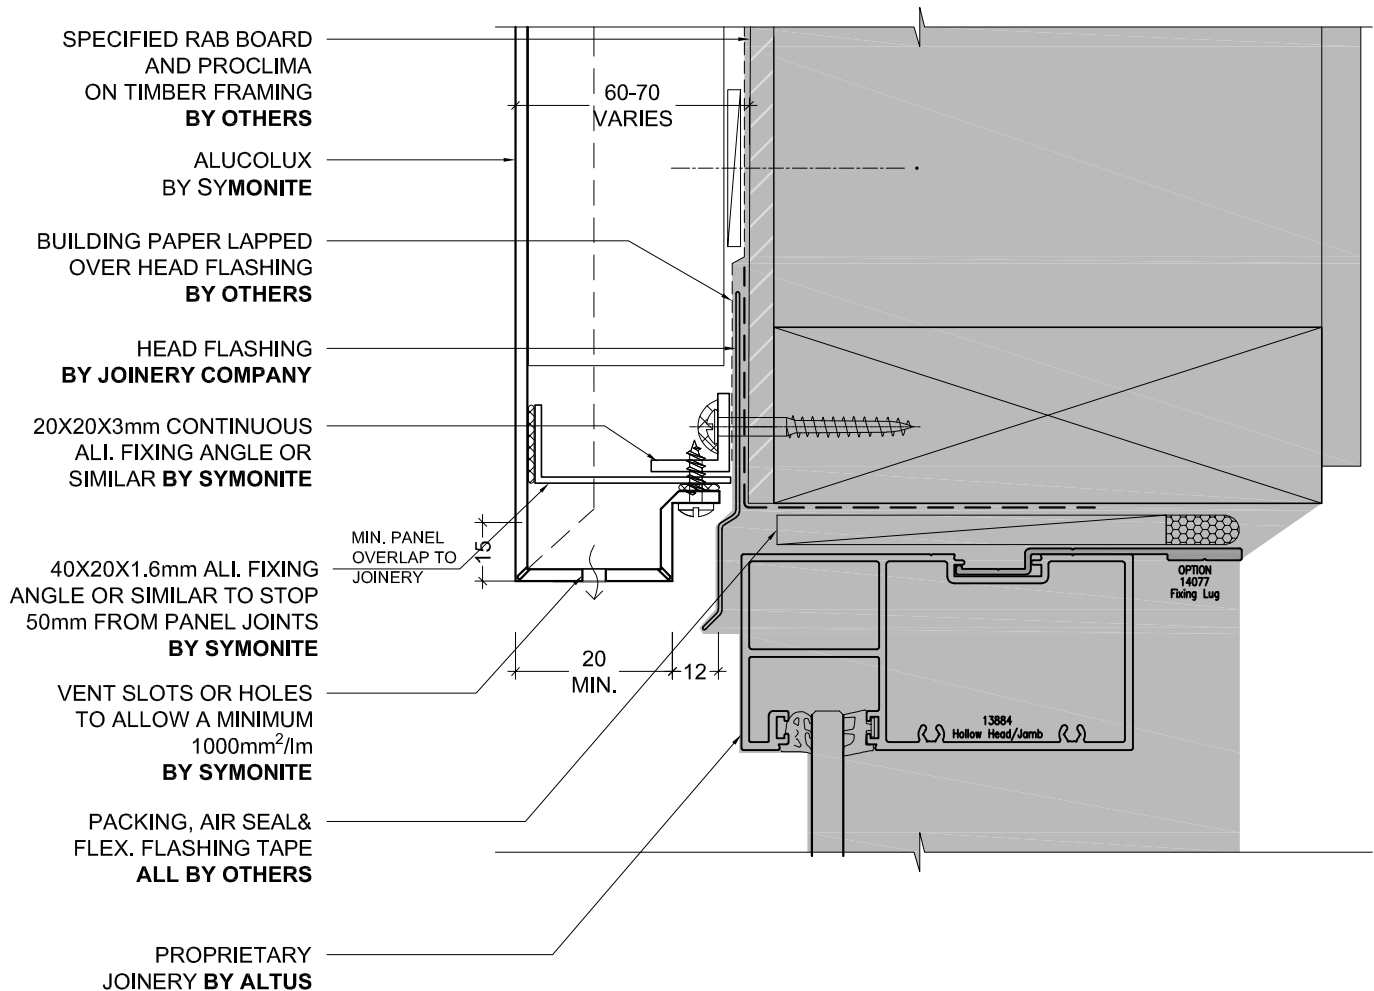 SPECIFIED RAB BOARD
AND PROCLIMA
ON TIMBER FRAMING
BY OTHERS
60-70
VARIES
ALUCOLUX
BY SYMONITE
BUILDING PAPER LAPPED
OVER HEAD FLASHING
BY OTHERS
HEAD FLASHING
BY JOINERY COMPANY
20X20X3mm CONTINUOUS
ALI. FIXING ANGLE OR
SIMILAR BY SYMONITE
MIN. PANEL
OVERLAP TO
JOINERY
15
40X20X1.6mm ALI. FIXING
ANGLE OR SIMILAR TO STOP
50mm FROM PANEL JOINTS
BY SYMONITE
OPTION
14077
Fixing Lug
20
MIN.
12
VENT SLOTS OR HOLES
TO ALLOW A MINIMUM
1000mm²/lm
BY SYMONITE
13884
Hollow Head/Jamb
PACKING, AIR SEAL&
FLEX. FLASHING TAPE
ALL BY OTHERS
PROPRIETARY
JOINERY BY ALTUS